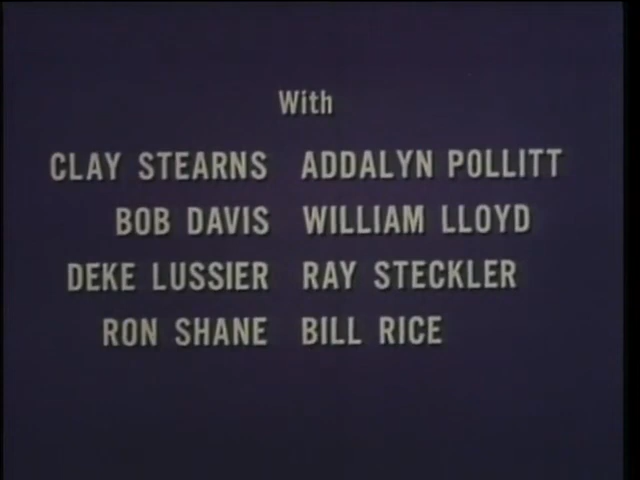 With
CLAY STEARNS ADDALYN POLLITT
BOB DAVIS WILLIAM LLOYD
DEKE LUSSIER RAY STECKLER
RON SHANE BILL RICE